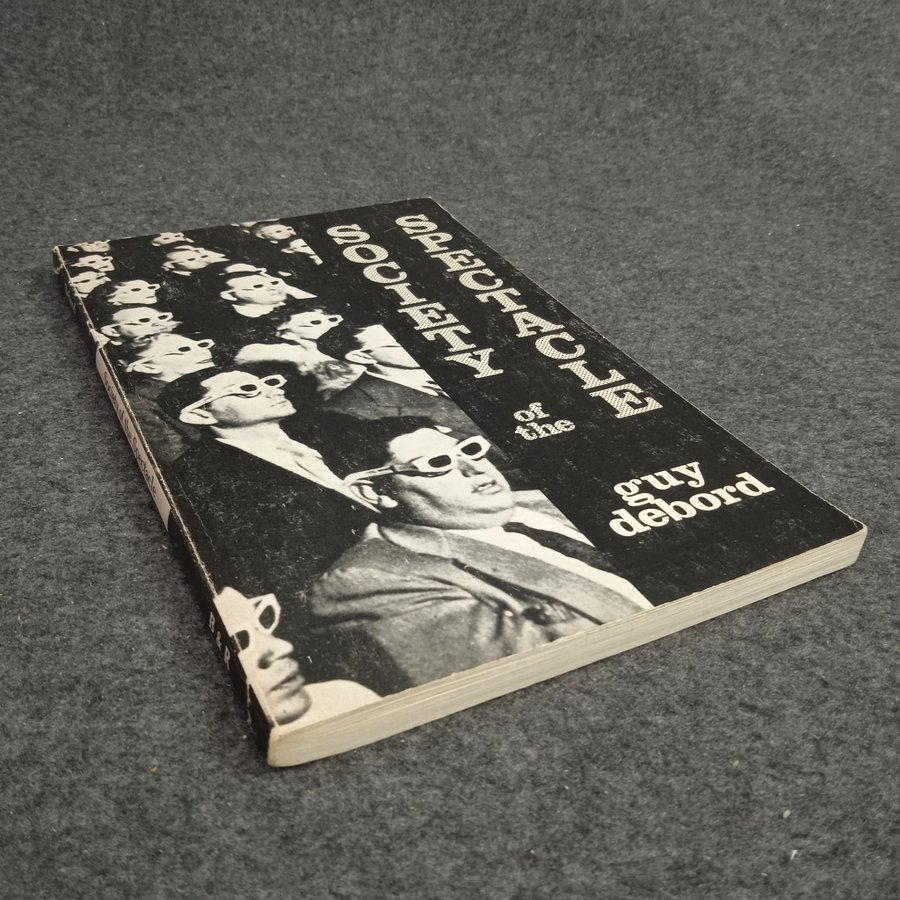 SOCIETY
of
the
SPECTACLE
guy
debord
B & R